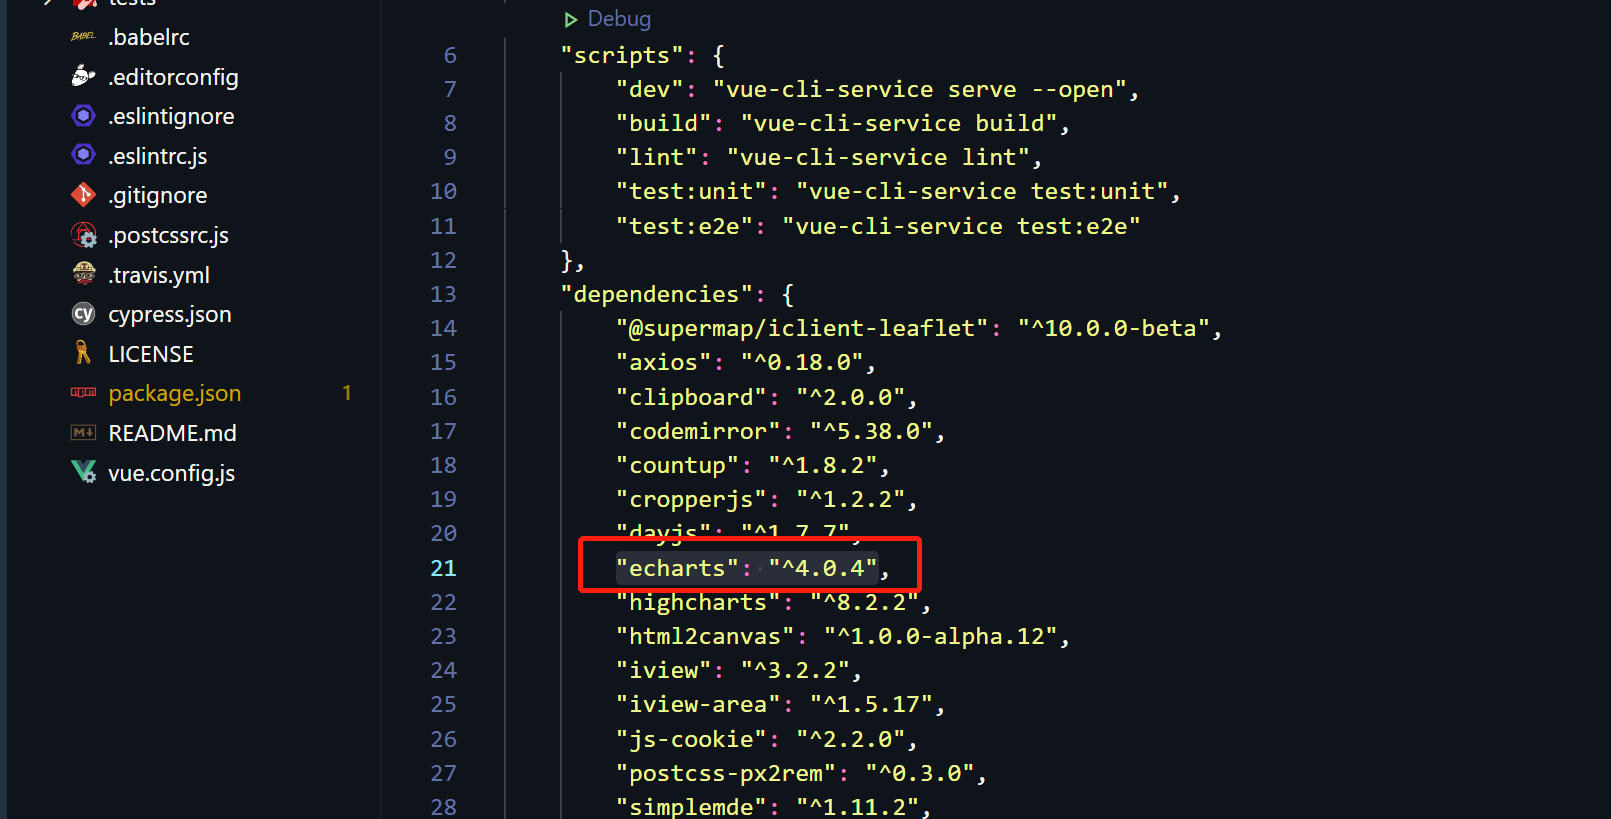 tests
.babelrc
.editorconfig
.eslintignore
.eslintrc.js
.gitignore
.postcssrc.js
.travis.yml
cypress.json
LICENSE
package.json 1
README.md
vue.config.js
Debug
6 "scripts": {
7 "dev": "vue-cli-service serve --open",
8 "build": "vue-cli-service build",
9 "lint": "vue-cli-service lint",
10 "test:unit": "vue-cli-service test:unit",
11 "test:e2e": "vue-cli-service test:e2e"
12 },
13 "dependencies": {
14 "@supermap/iclient-leaflet": "^10.0.0-beta",
15 "axios": "^0.18.0",
16 "clipboard": "^2.0.0",
17 "codemirror": "^5.38.0",
18 "countup": "^1.8.2",
19 "cropperjs": "^1.2.2",
20 "dayjs": "^1.7.7",
21 "echarts": "^4.0.4",
22 "highcharts": "^8.2.2",
23 "html2canvas": "^1.0.0-alpha.12",
24 "iview": "^3.2.2",
25 "iview-area": "^1.5.17",
26 "js-cookie": "^2.2.0",
27 "postcss-px2rem": "^0.3.0",
28 "simplemde": "^1.11.2",